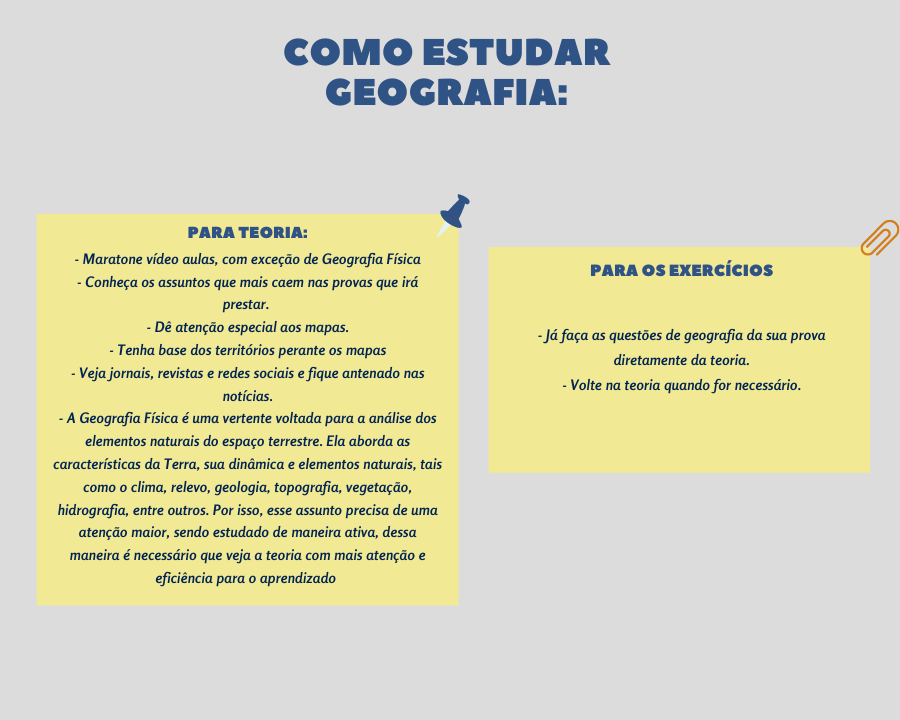 COMO ESTUDAR
GEOGRAFIA:
PARA TEORIA:
- Maratone vídeo aulas, com exceção de Geografia Física
- Conheça os assuntos que mais caem nas provas que irá
prestar.
- Dê atenção especial aos mapas.
- Tenha base dos territórios perante os mapas
- Veja jornais, revistas e redes sociais e fique antenado nas
notícias.
- A Geografia Física é uma vertente voltada para a análise dos
elementos naturais do espaço terrestre. Ela aborda as
características da Terra, sua dinâmica e elementos naturais, tais
como o clima, relevo, geologia, topografia, vegetação,
hidrografia, entre outros. Por isso, esse assunto precisa de uma
atenção maior, sendo estudado de maneira ativa, dessa
maneira é necessário que veja a teoria com mais atenção e
eficiência para o aprendizado
PARA OS EXERCÍCIOS
- Já faça as questões de geografia da sua prova
diretamente da teoria.
- Volte na teoria quando for necessário.